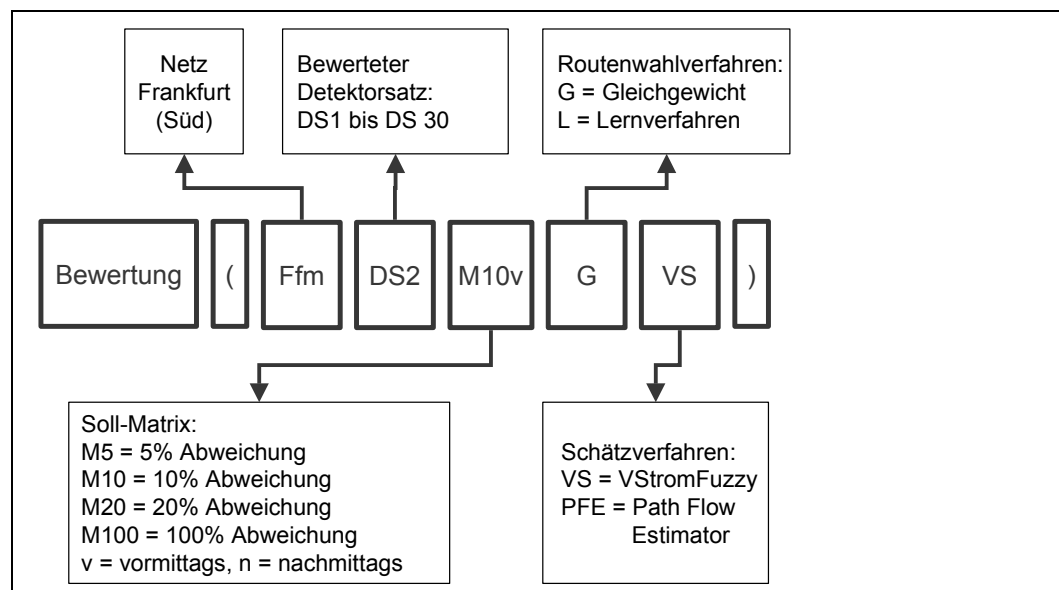 Netz
Frankfurt
(Süd)
Bewerteter
Detektorsatz:
DS1 bis DS 30
Routenwahlverfahren:
G = Gleichgewicht
L = Lernverfahren
Bewertung ( Ffm DS2 M10v G VS )
Soll-Matrix:
M5 = 5% Abweichung
M10 = 10% Abweichung
M20 = 20% Abweichung
M100 = 100% Abweichung
v = vormittags, n = nachmittags
Schätzverfahren:
VS = VStromFuzzy
PFE = Path Flow
Estimator